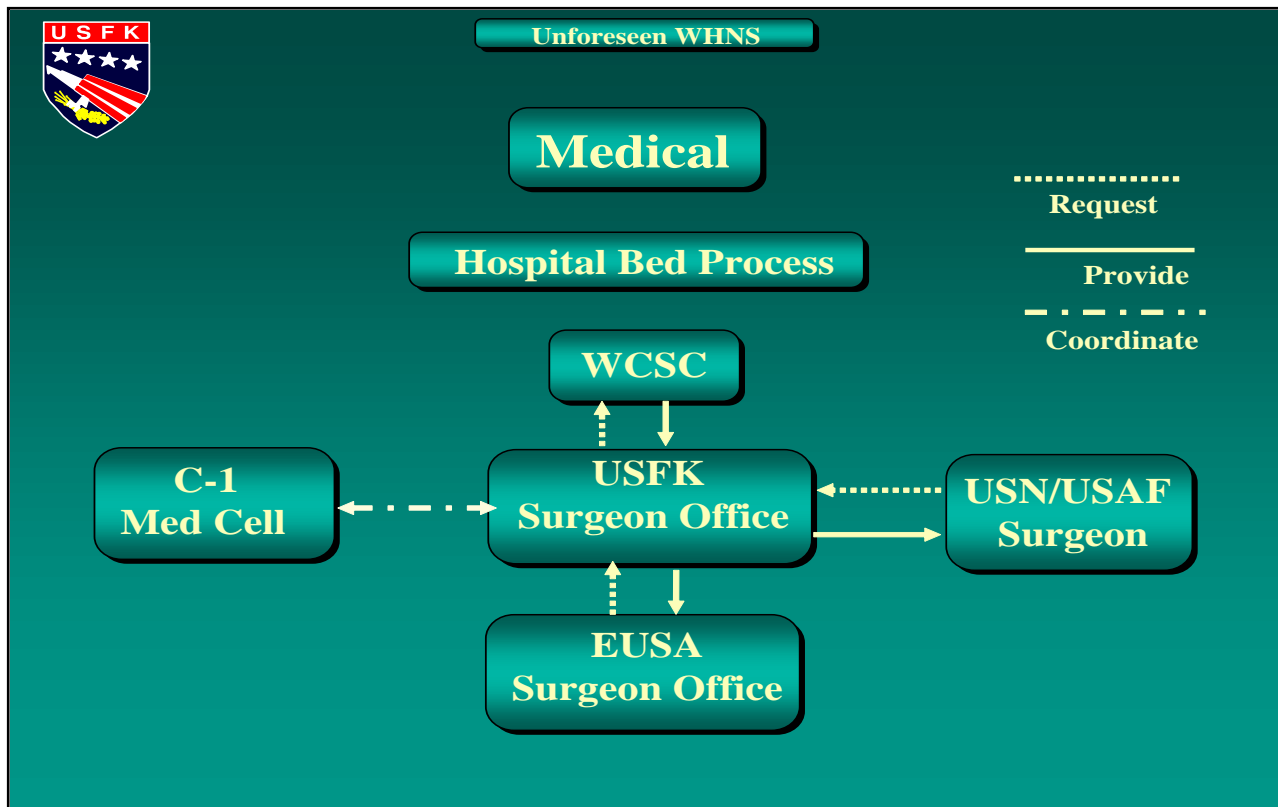 USFK
Unforeseen WHNS
Medical
Request
Hospital Bed Process
Provide
Coordinate
WCSC
C-1
Med Cell
USFK
Surgeon Office
USN/USAF
Surgeon
EUSA
Surgeon Office